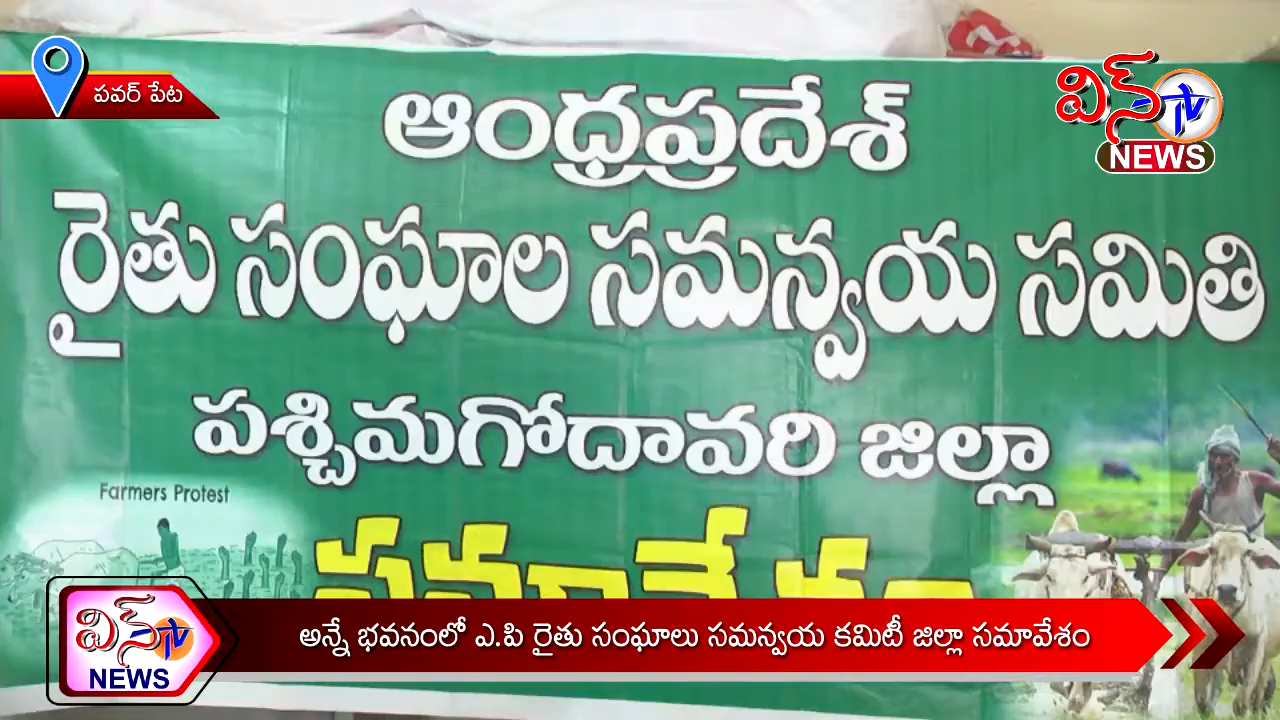 పవర్ పేట
విన్ TV
NEWS
ఆంధ్రప్రదేశ్
రైతు సంఘాల సమన్వయ సమితి
పశ్చిమగోదావరి జిల్లా
Farmers Protest
సమావేశం
విన్ TV
NEWS
అన్నే భవనంలో ఎ.పి రైతు సంఘాలు సమన్వయ కమిటీ జిల్లా సమావేశం